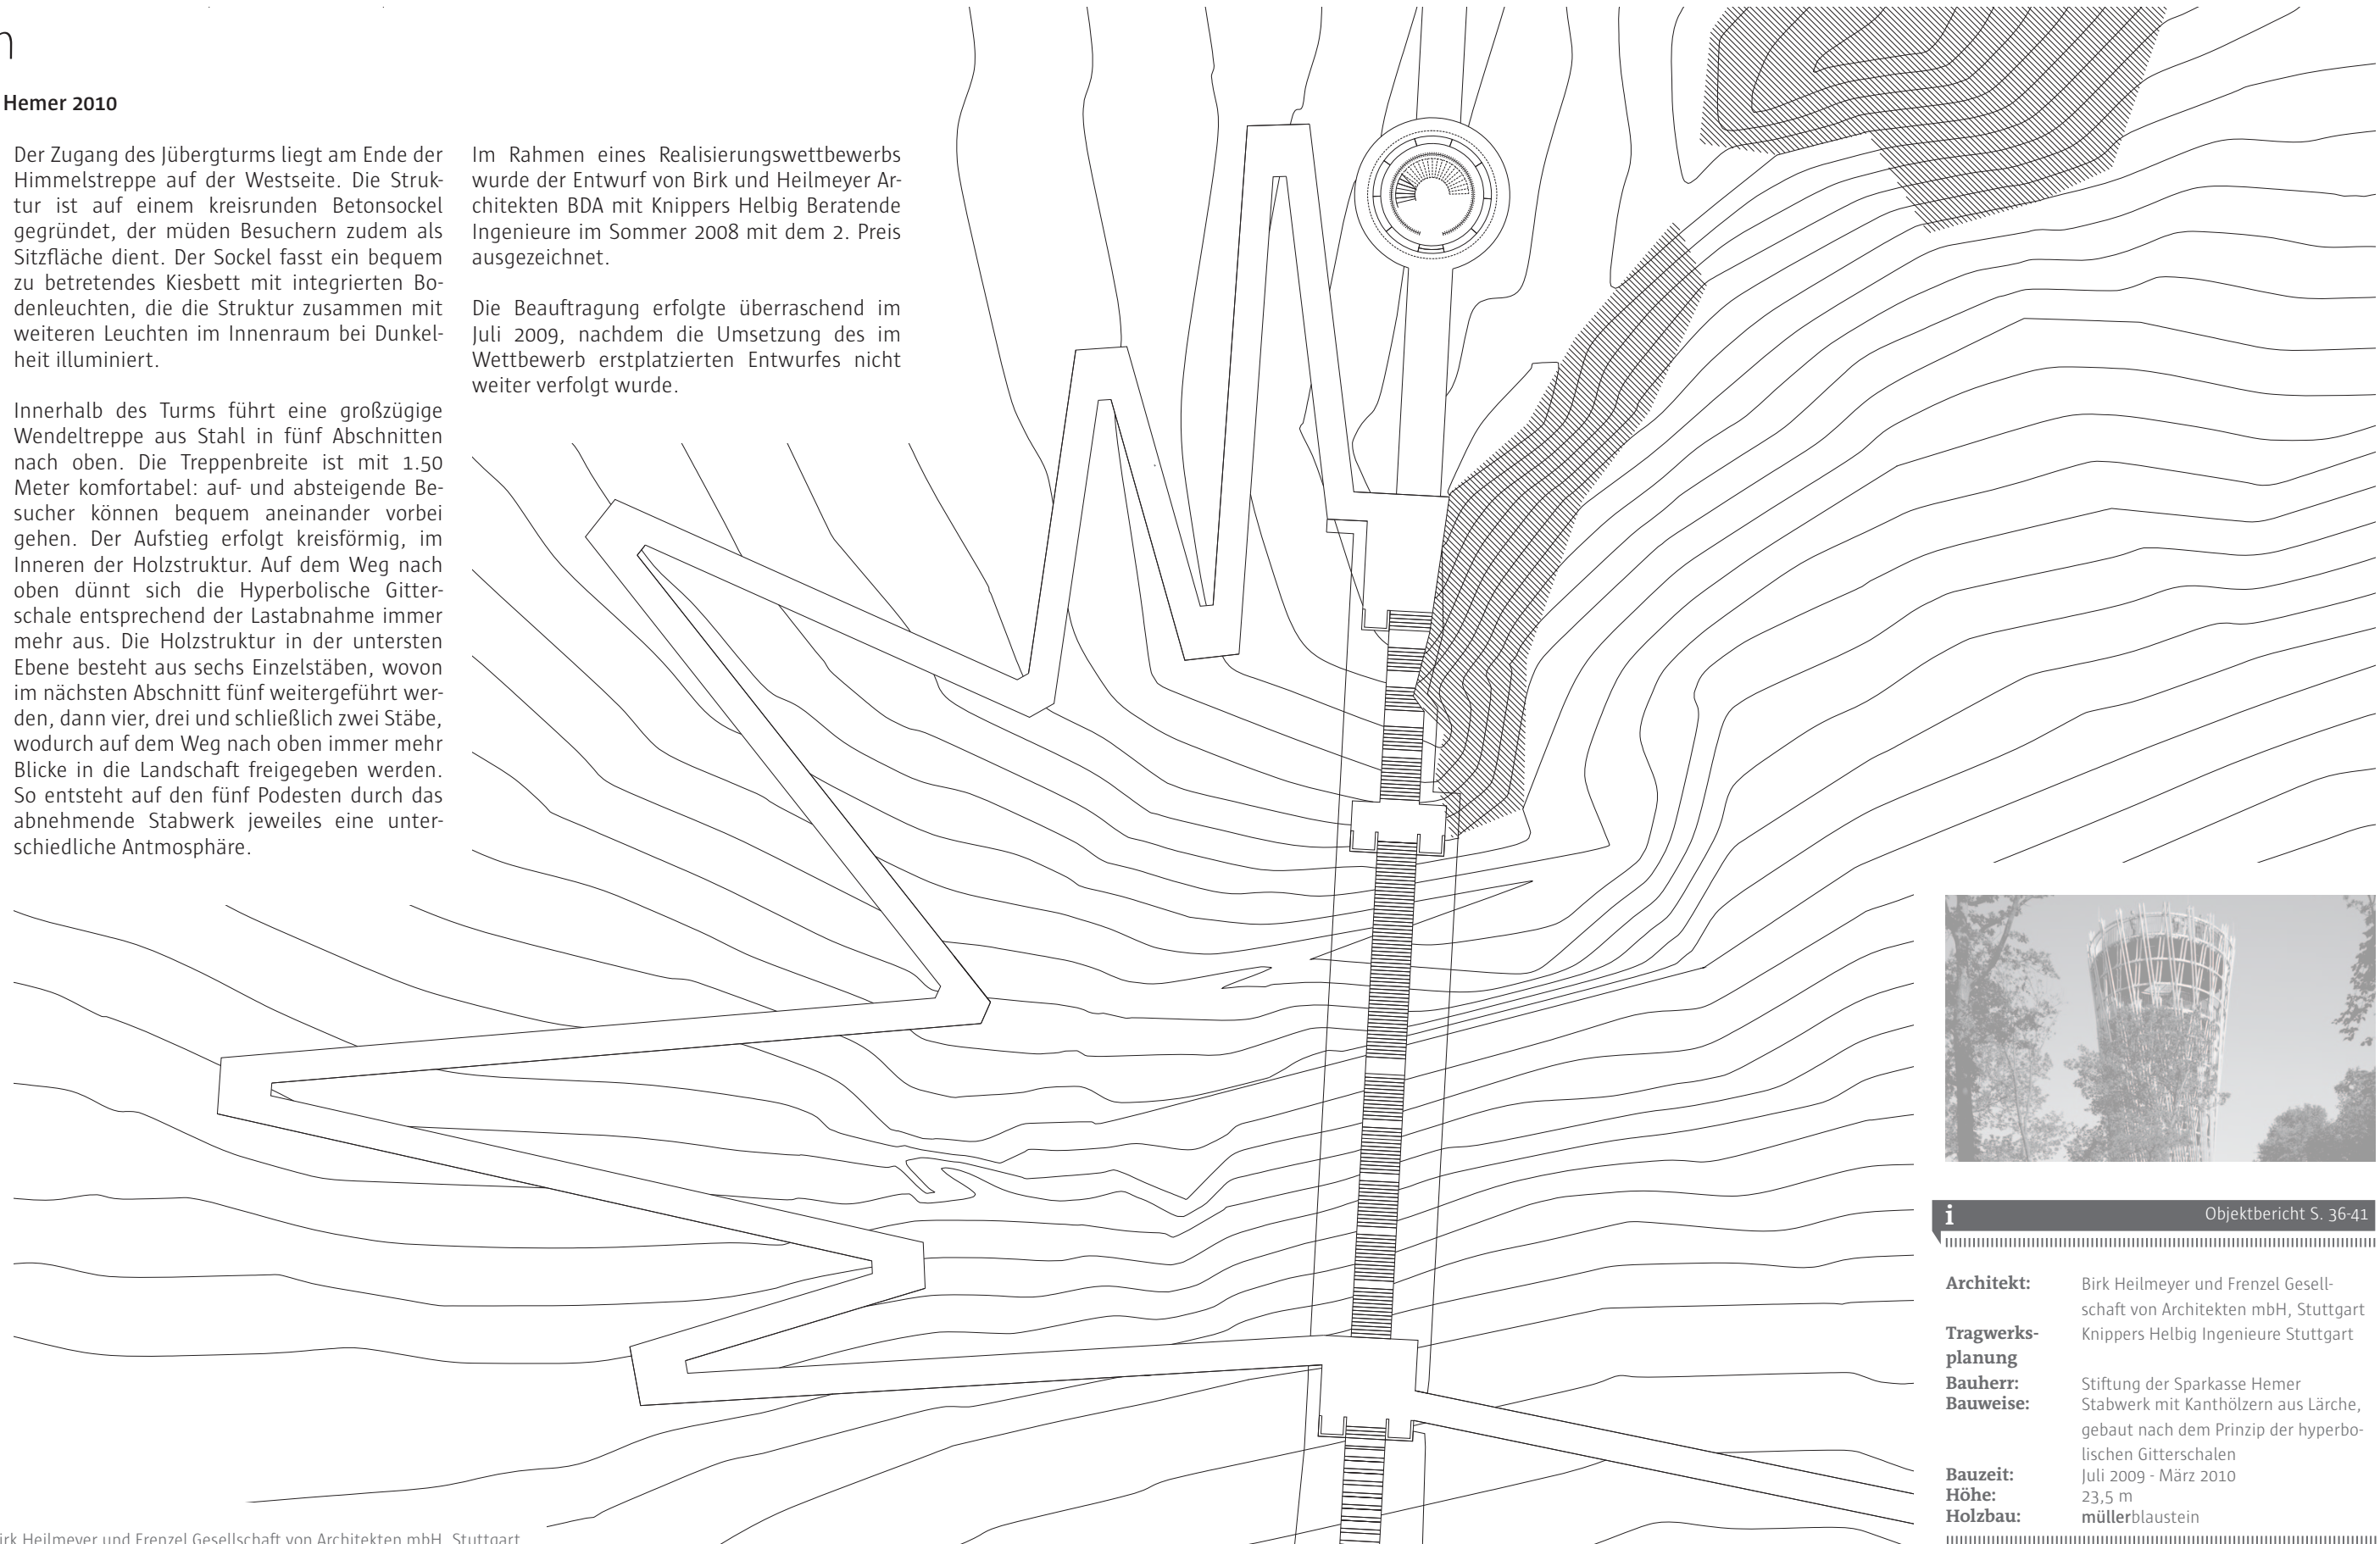 Hemer 2010
Der Zugang des Jübergturms liegt am Ende der
Himmelstreppe auf der Westseite. Die Struk-
tur ist auf einem kreisrunden Betonsockel
gegründet, der müden Besuchern zudem als
Sitzfläche dient. Der Sockel fasst ein bequem
zu betretendes Kiesbett mit integrierten Bo-
denleuchten, die die Struktur zusammen mit
weiteren Leuchten im Innenraum bei Dunkel-
heit illuminiert.
Innerhalb des Turms führt eine großzügige
Wendeltreppe aus Stahl in fünf Abschnitten
nach oben. Die Treppenbreite ist mit 1.50
Meter komfortabel: auf- und absteigende Be-
sucher können bequem aneinander vorbei
gehen. Der Aufstieg erfolgt kreisförmig, im
Inneren der Holzstruktur. Auf dem Weg nach
oben dünnt sich die Hyperbolische Gitter-
schale entsprechend der Lastabnahme immer
mehr aus. Die Holzstruktur in der untersten
Ebene besteht aus sechs Einzelstäben, wovon
im nächsten Abschnitt fünf weitergeführt wer-
den, dann vier, drei und schließlich zwei Stäbe,
wodurch auf dem Weg nach oben immer mehr
Blicke in die Landschaft freigegeben werden.
So entsteht auf den fünf Podesten durch das
abnehmende Stabwerk jeweiles eine unter-
schiedliche Antmosphäre.
Im Rahmen eines Realisierungswettbewerbs
wurde der Entwurf von Birk und Heilmeyer Ar-
chitekten BDA mit Knippers Helbig Beratende
Ingenieure im Sommer 2008 mit dem 2. Preis
ausgezeichnet.
Die Beauftragung erfolgte überraschend im
Juli 2009, nachdem die Umsetzung des im
Wettbewerb erstplatzierten Entwurfes nicht
weiter verfolgt wurde.
i Objektbericht S. 36-41
Architekt: Birk Heilmeyer und Frenzel Gesell-
schaft von Architekten mbH, Stuttgart
Tragwerks- Knippers Helbig Ingenieure Stuttgart
planung
Bauherr: Stiftung der Sparkasse Hemer
Bauweise: Stabwerk mit Kanthölzern aus Lärche,
gebaut nach dem Prinzip der hyperbo-
lischen Gitterschalen
Bauzeit: Juli 2009 - März 2010
Höhe: 23,5 m
Holzbau: müllerblaustein
irk Heilmeyer und Frenzel Gesellschaft von Architekten mbH, Stuttgart